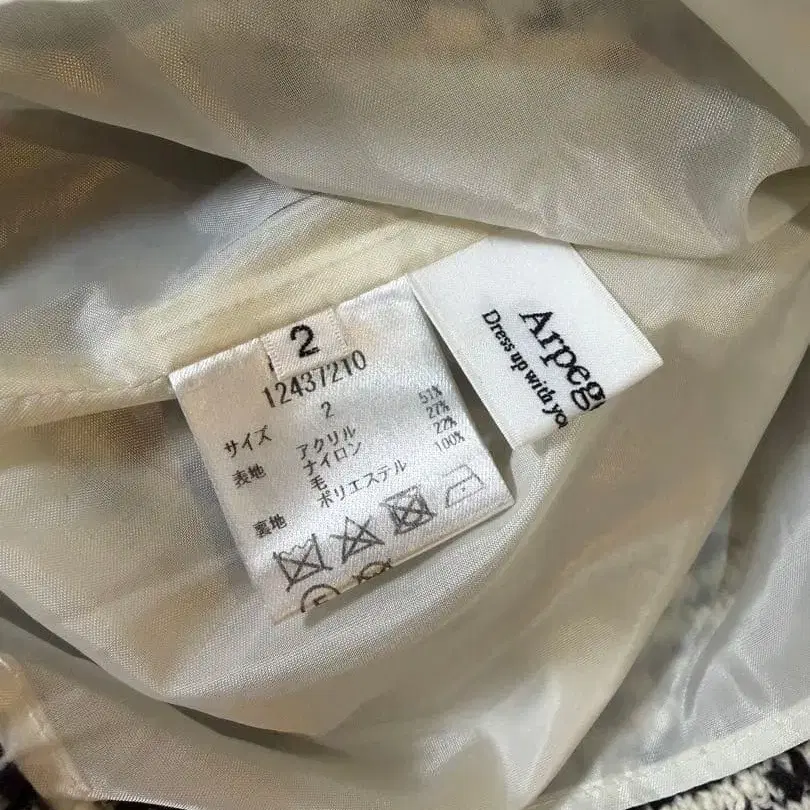 2
12437210
サイズ 2
表地 アクリル 51%
ナイロン 27%
毛 22%
裏地 ポリエステル 100%
Arpeg
Dress up with yo